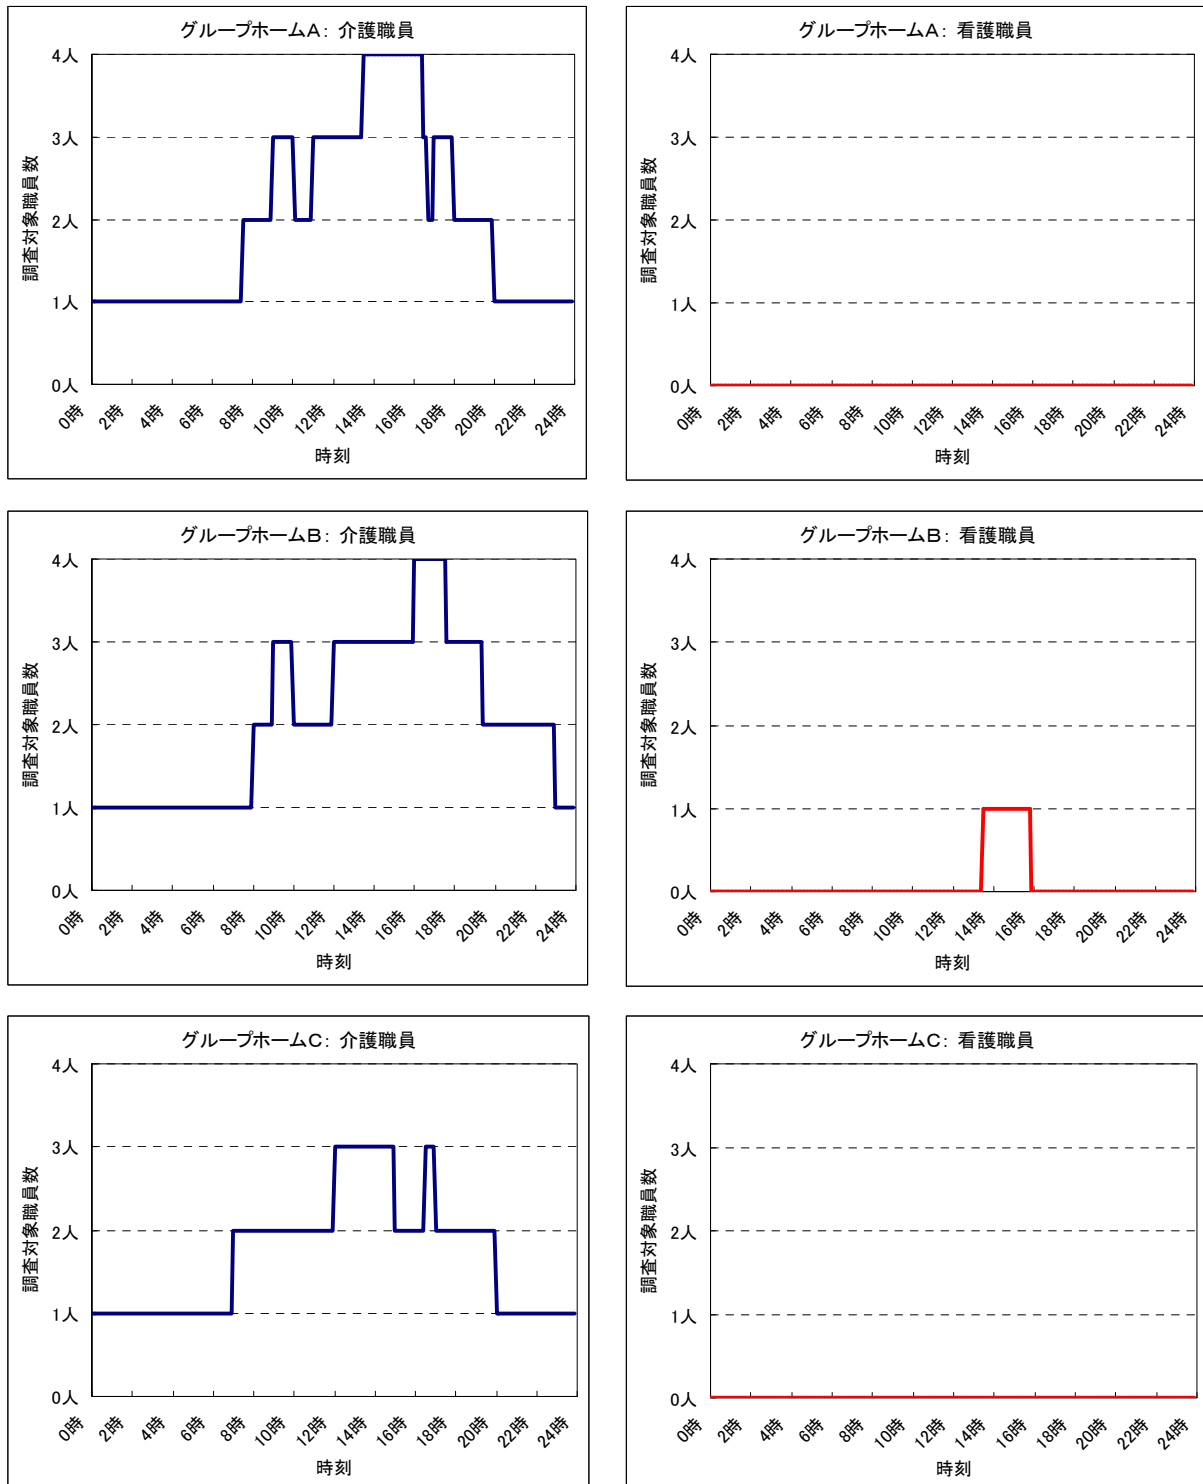 グループホームA： 介護職員
4人
3人
2人
1人
0人
調査対象職員数
0時 2時 4時 6時 8時 10時 12時 14時 16時 18時 20時 22時 24時
時刻
グループホームA： 看護職員
4人
3人
2人
1人
0人
調査対象職員数
0時 2時 4時 6時 8時 10時 12時 14時 16時 18時 20時 22時 24時
時刻
グループホームB： 介護職員
4人
3人
2人
1人
0人
調査対象職員数
0時 2時 4時 6時 8時 10時 12時 14時 16時 18時 20時 22時 24時
時刻
グループホームB： 看護職員
4人
3人
2人
1人
0人
調査対象職員数
0時 2時 4時 6時 8時 10時 12時 14時 16時 18時 20時 22時 24時
時刻
グループホームC： 介護職員
4人
3人
2人
1人
0人
調査対象職員数
0時 2時 4時 6時 8時 10時 12時 14時 16時 18時 20時 22時 24時
時刻
グループホームC： 看護職員
4人
3人
2人
1人
0人
調査対象職員数
0時 2時 4時 6時 8時 10時 12時 14時 16時 18時 20時 22時 24時
時刻